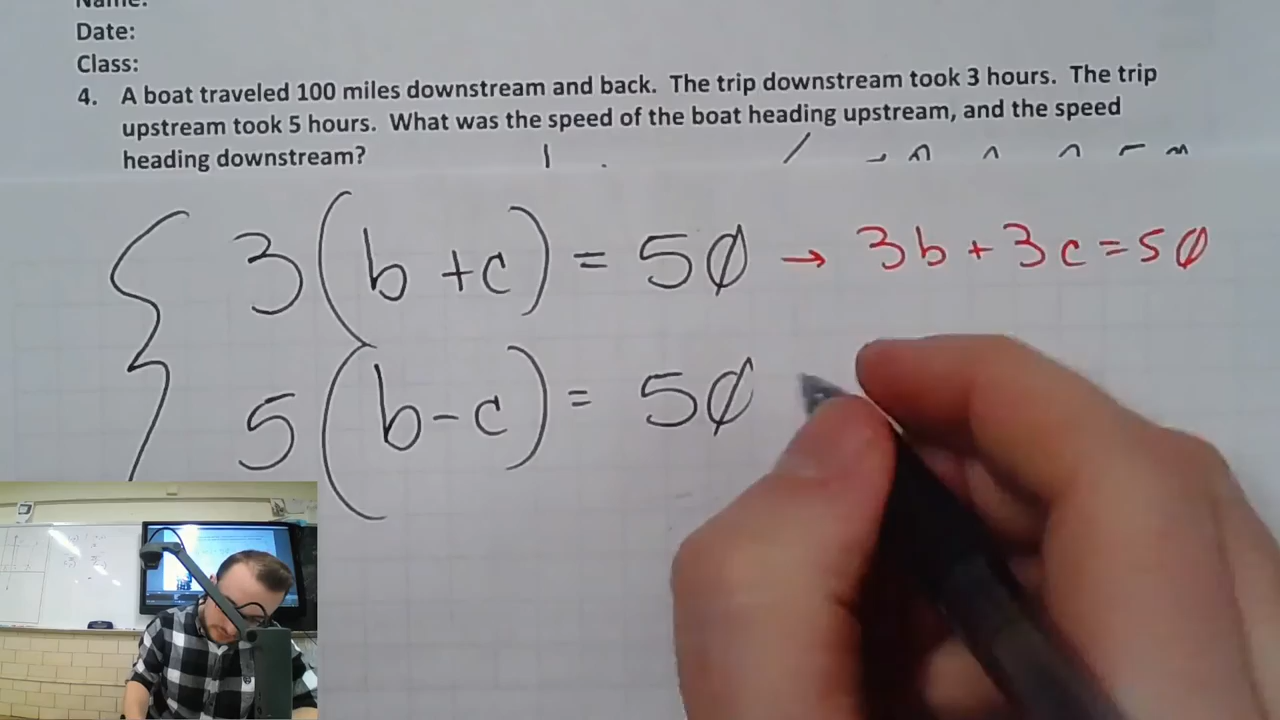 Name:
Date:
Class:
4. A boat traveled 100 miles downstream and back. The trip downstream took 3 hours. The trip
upstream took 5 hours. What was the speed of the boat heading upstream, and the speed
heading downstream?
3(b+c) = 50 → 3b + 3c = 50
5(b-c) = 50